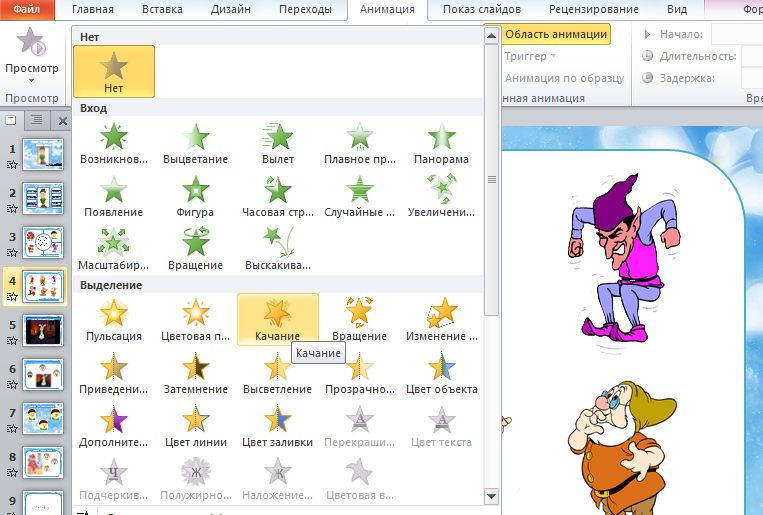 Файл Главная Вставка Дизайн Переходы Анимация Показ слайдов Рецензирование Вид Фор
Просмотр
Просмотр
Нет
Нет
Вход
Возникнов... Выцветание Вылет Плавное пр... Панорама
Появление Фигура Часовая стр... Случайные ... Увеличени...
Масштабир... Вращение Выскакива...
Выделение
Пульсация Цветовая п... Качание Вращение Изменение ...
Качание
Приведени... Затемнение Высветление Прозрачно... Цвет объекта
Дополните... Цвет линии Цвет заливки Перекраши... Цвет текста
Подчеркив... Полужирно... Наложение... Цветовая в...
Область анимации
Триггер
Анимация по образцу
нная анимация
Начало:
Длительность:
Задержка:
Вре
1
2
3
4
5
6
7
8
9